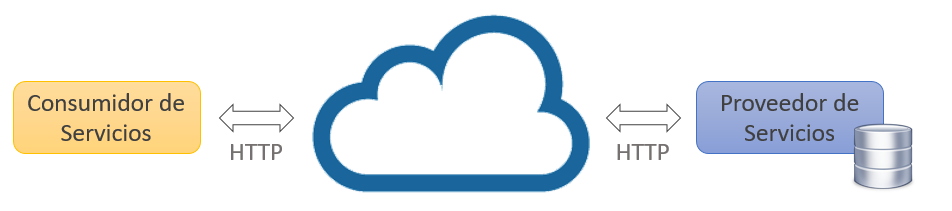 Consumidor de
Servicios
HTTP
HTTP
Proveedor de
Servicios